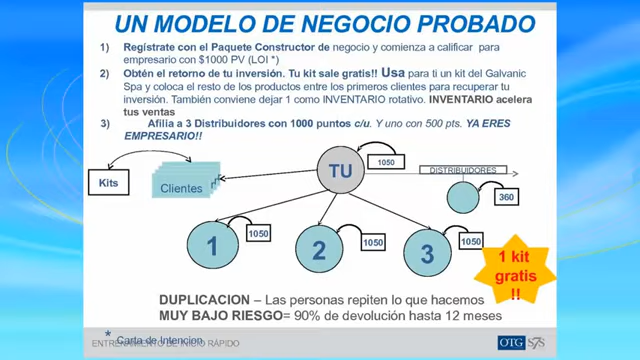 UN MODELO DE NEGOCIO PROBADO
1) Regístrate con el Paquete Constructor de negocio y comienza a calificar para
empresario con $1000 PV (LOI *)
2) Obtén el retorno de tu inversión. Tu kit sale gratis!! Usa para ti un kit del Galvanic
Spa y coloca el resto de los productos entre los primeros clientes para recuperar tu
inversión. También conviene dejar 1 como INVENTARIO rotativo. INVENTARIO acelera
tus ventas
3) Afilia a 3 Distribuidores con 1000 puntos c/u. Y uno con 500 pts. YA ERES
EMPRESARIO!!
Kits
Clientes
TU
1050
DISTRIBUIDORES
360
1
1050
2
1050
3
1050
1 kit
gratis
!!
DUPLICACION – Las personas repiten lo que hacemos
MUY BAJO RIESGO= 90% de devolución hasta 12 meses
* Carta de Intencion
ENTRENAMIENTO DE INICIO RÁPIDO
OTG S7S